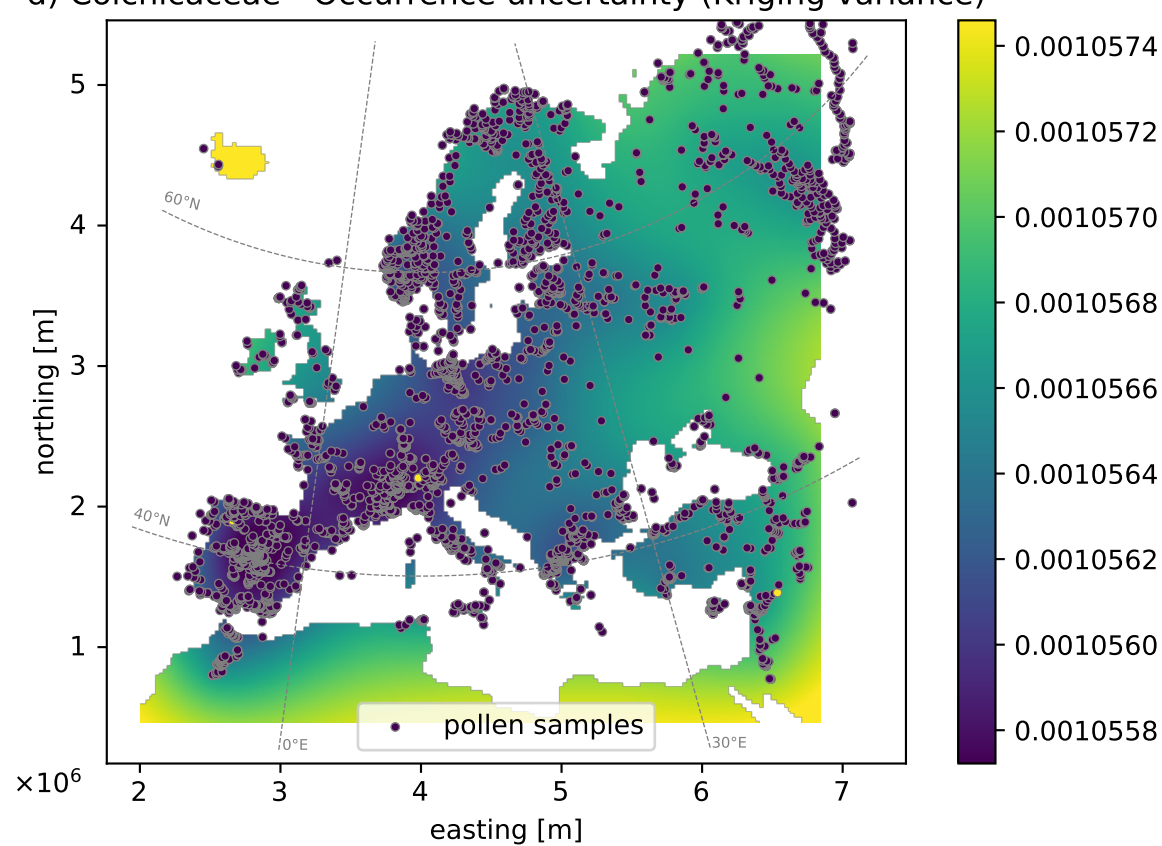 d) Colchicaceae - Occurrence uncertainty (Kriging variance)
0.0010574
5
0.0010572
60°N
4
0.0010570
0.0010568
3
northing [m]
0.0010566
0.0010564
40°N
2
0.0010562
0.0010560
1
pollen samples
0°E
30°E
0.0010558
×10⁶
2 3 4 5 6 7
easting [m]